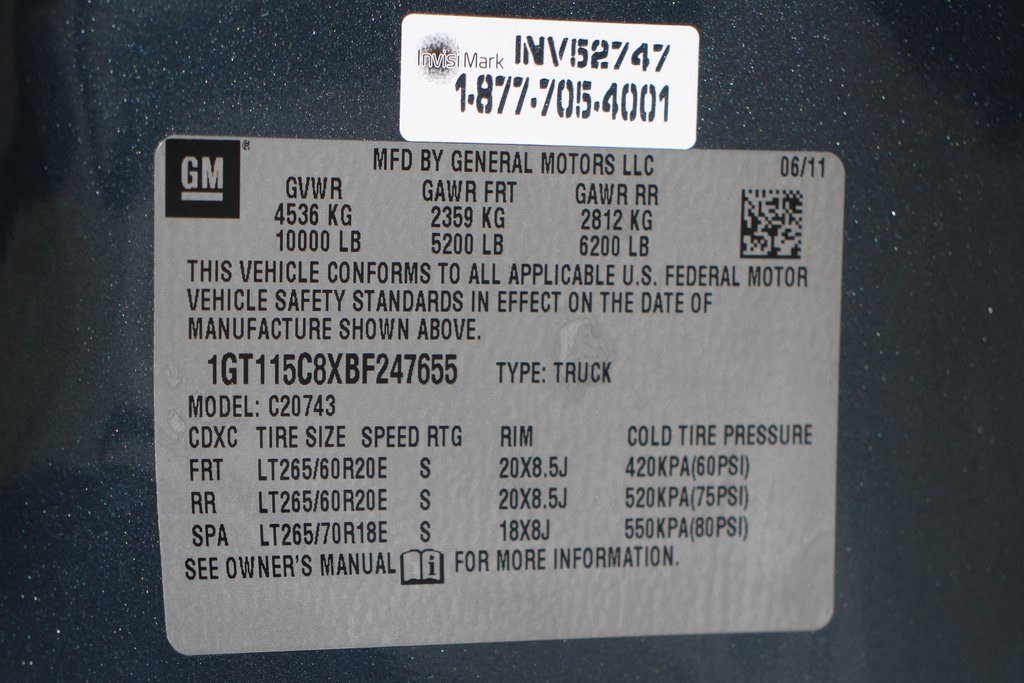 Invisi Mark INV52747
1-877-705-4001
GM® MFD BY GENERAL MOTORS LLC 06/11
GVWR GAWR FRT GAWR RR
4536 KG 2359 KG 2812 KG
10000 LB 5200 LB 6200 LB
THIS VEHICLE CONFORMS TO ALL APPLICABLE U.S. FEDERAL MOTOR
VEHICLE SAFETY STANDARDS IN EFFECT ON THE DATE OF
MANUFACTURE SHOWN ABOVE.
1GT115C8XBF247655 TYPE: TRUCK
MODEL: C20743
CDXC TIRE SIZE SPEED RTG RIM COLD TIRE PRESSURE
FRT LT265/60R20E S 20X8.5J 420KPA(60PSI)
RR LT265/60R20E S 20X8.5J 520KPA(75PSI)
SPA LT265/70R18E S 18X8J 550KPA(80PSI)
SEE OWNER'S MANUAL i FOR MORE INFORMATION.